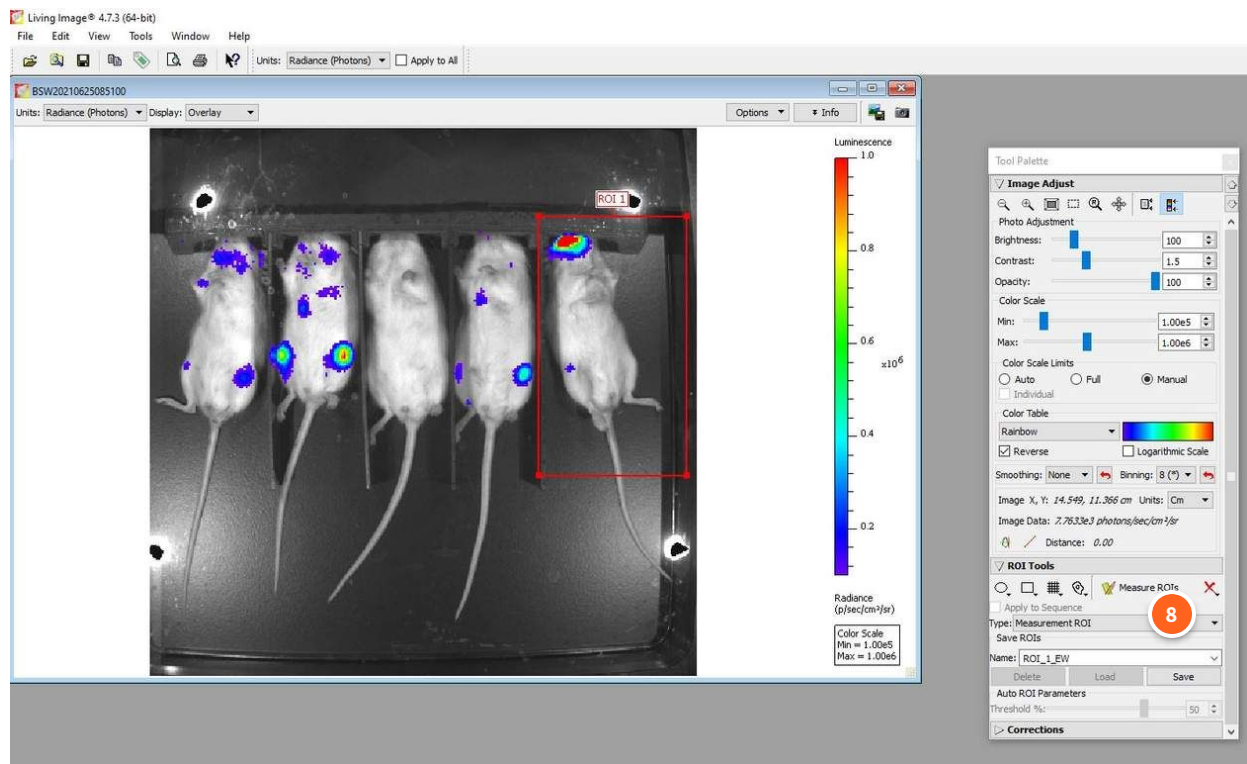 Living Image® 4.7.3 (64-bit)
File Edit View Tools Window Help
Units: Radiance (Photons) Apply to All
BSW20210625085100
Units: Radiance (Photons) Display: Overlay Options Info
Luminescence
1.0
0.8
0.6
x10⁶
0.4
0.2
ROI 1
Radiance
(p/sec/cm²/sr)
Color Scale
Min = 1.00e5
Max = 1.00e6
Tool Palette
Image Adjust
Photo Adjustment
Brightness: 100
Contrast: 1.5
Opacity: 100
Color Scale
Min: 1.00e5
Max: 1.00e6
Color Scale Limits
Auto Full Manual
Individual
Color Table
Rainbow
Reverse Logarithmic Scale
Smoothing: None Binning: 8 (*)
Image X, Y: 14.549, 11.366 cm Units: Cm
Image Data: 7.7633e3 photons/sec/cm²/sr
Distance: 0.00
ROI Tools
Measure ROIs
Apply to Sequence
8
Type: Measurement ROI
Save ROIs
Name: ROI_1_EW
Delete Load Save
Auto ROI Parameters
Threshold %: 50
Corrections